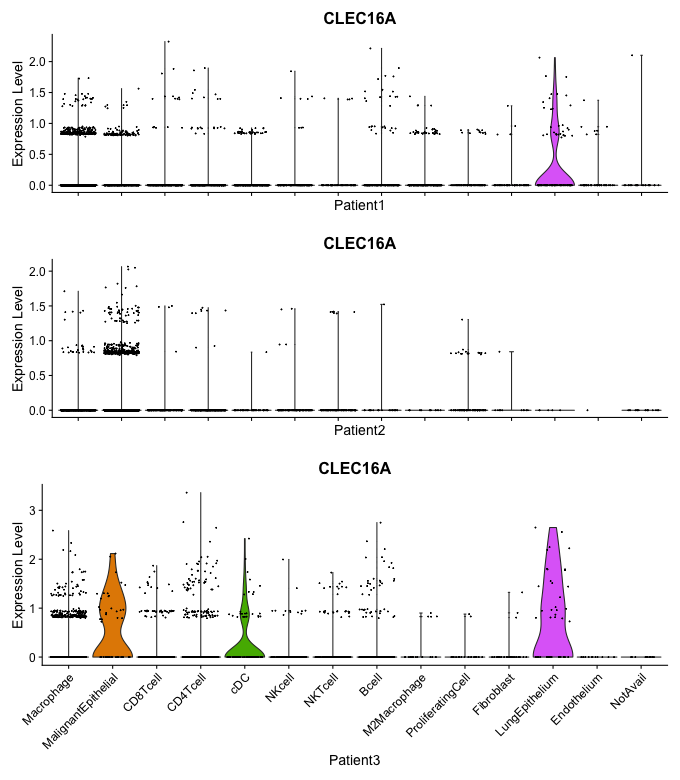 CLEC16A
Expression Level
2.0
1.5
1.0
0.5
0.0
Patient1
CLEC16A
Expression Level
2.0
1.5
1.0
0.5
0.0
Patient2
CLEC16A
Expression Level
3
2
1
0
Macrophage
MalignantEpithelial
CD8Tcell
CD4Tcell
cDC
NKcell
NKTcell
Bcell
M2Macrophage
ProliferatingCell
Fibroblast
LungEpithelium
Endothelium
NotAvail
Patient3